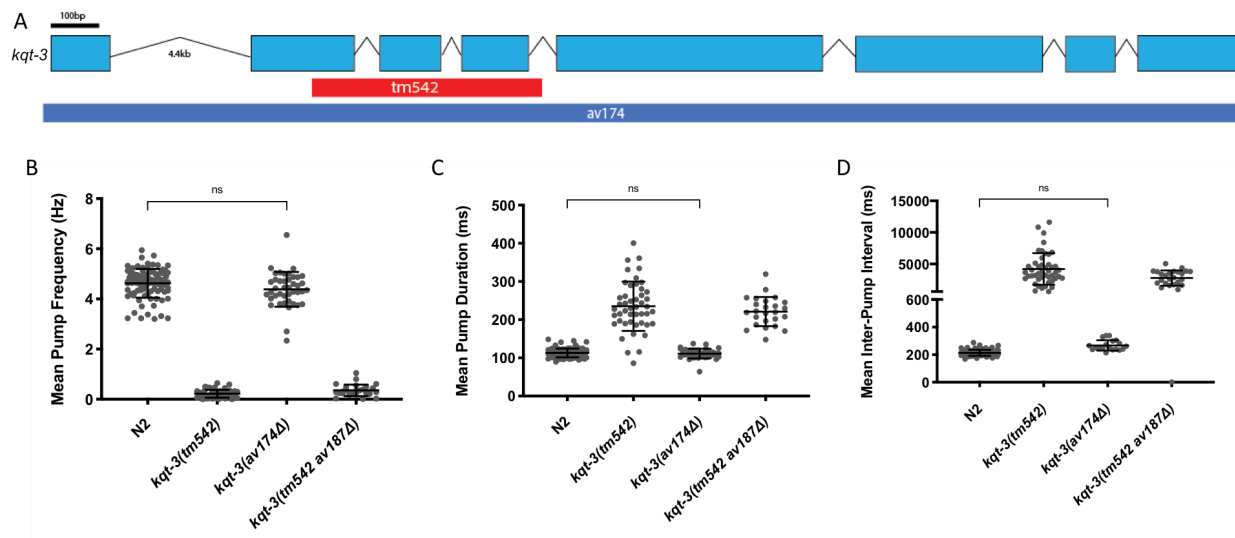 A
100bp
kqt-3
4.4kb
tm542
av174
B
ns
Mean Pump Frequency (Hz)
8
6
4
2
0
N2
kqt-3(tm542)
kqt-3(av174Δ)
kqt-3(tm542 av187Δ)
C
ns
Mean Pump Duration (ms)
500
400
300
200
100
0
N2
kqt-3(tm542)
kqt-3(av174Δ)
kqt-3(tm542 av187Δ)
D
ns
Mean Inter-Pump Interval (ms)
15000
10000
5000
600
400
200
0
N2
kqt-3(tm542)
kqt-3(av174Δ)
kqt-3(tm542 av187Δ)